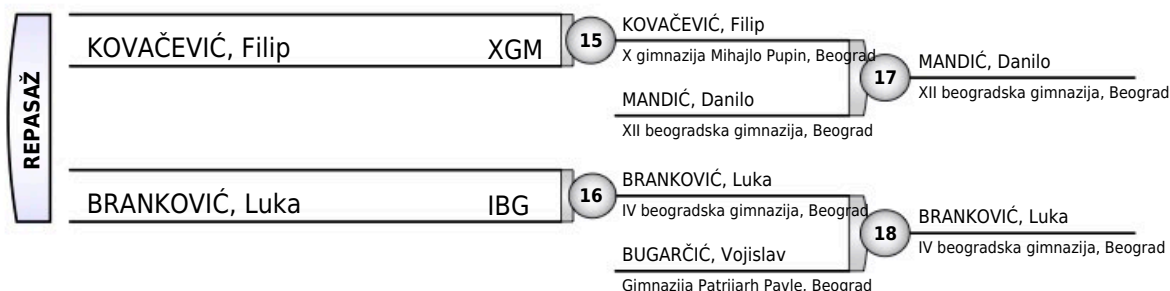 REPASAŽ
KOVAČEVIĆ, Filip XGM
15
KOVAČEVIĆ, Filip
X gimnazija Mihajlo Pupin, Beograd
MANDIĆ, Danilo
XII beogradska gimnazija, Beograd
17
MANDIĆ, Danilo
XII beogradska gimnazija, Beograd
BRANKOVIĆ, Luka IBG
16
BRANKOVIĆ, Luka
IV beogradska gimnazija, Beograd
BUGARČIĆ, Vojislav
Gimnazija Patrijarh Pavle, Beograd
18
BRANKOVIĆ, Luka
IV beogradska gimnazija, Beograd